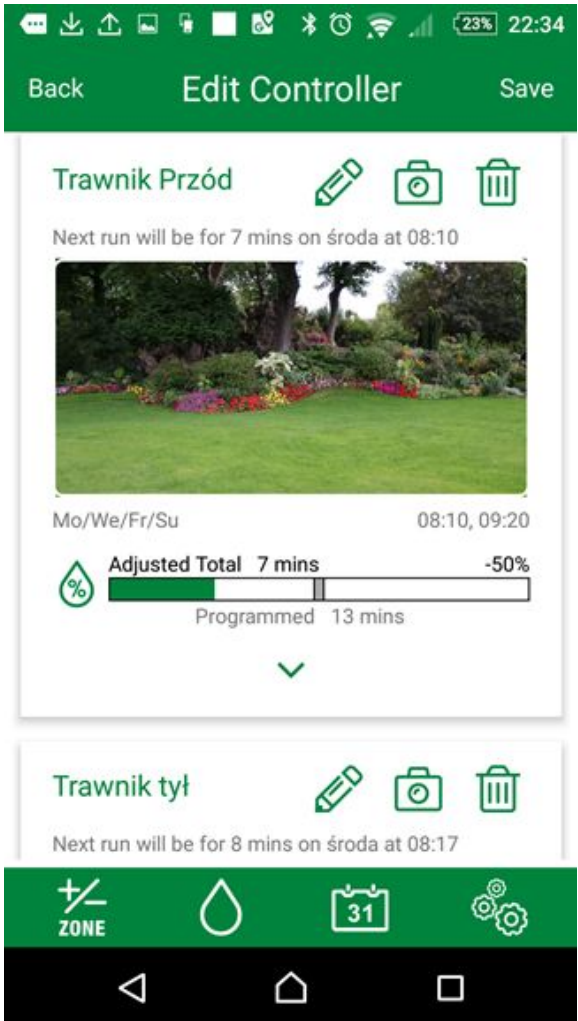 23% 22:34
Back Edit Controller Save
Trawnik Przód
Next run will be for 7 mins on środa at 08:10
Mo/We/Fr/Su 08:10, 09:20
Adjusted Total 7 mins -50%
%
Programmed 13 mins
Trawnik tył
Next run will be for 8 mins on środa at 08:17
+/-
ZONE 31